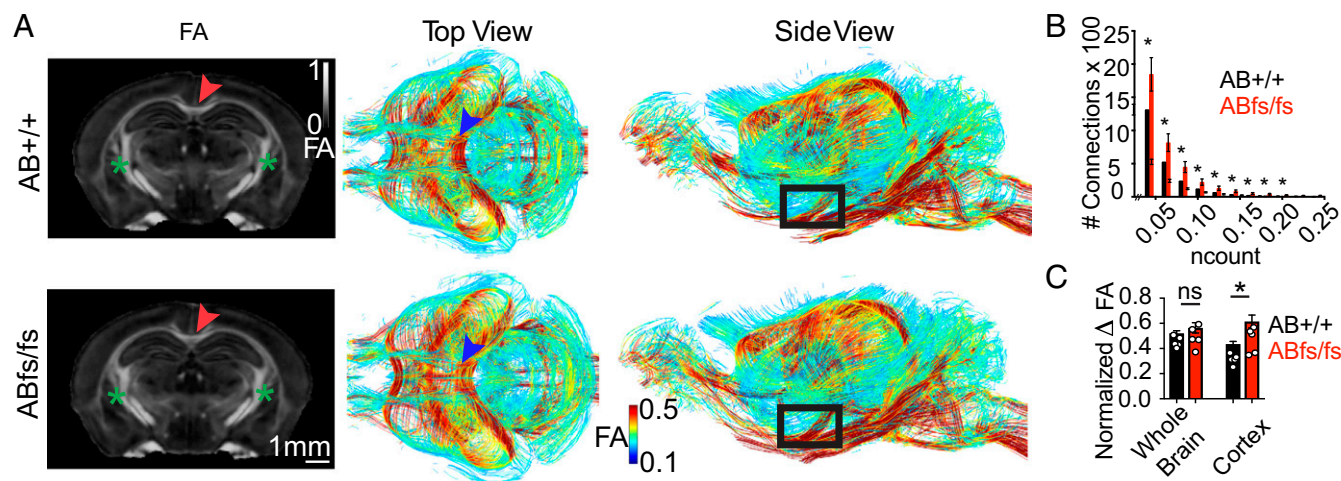 A
FA
Top View
Side View
AB+/+
1
0
FA
ABfs/fs
1mm
FA
0.5
0.1
B
# Connections x 100
25
20
15
10
5
0
*
*
*
*
*
*
*
*
*
AB+/+
ABfs/fs
0.05
0.10
0.15
0.20
0.25
ncount
C
Normalized Δ FA
0.8
0.6
0.4
0.2
0.0
ns
*
AB+/+
ABfs/fs
Whole
Brain
Cortex